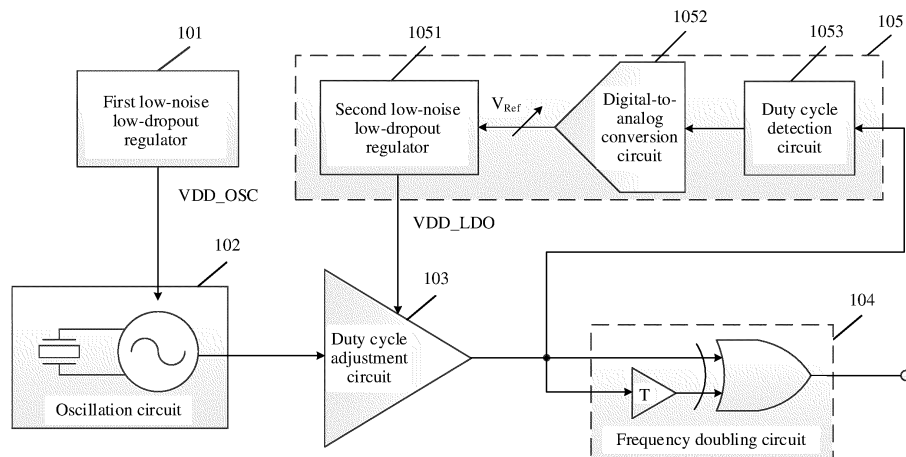 101
First low-noise
low-dropout
regulator
VDD_OSC
102
Oscillation circuit
1051
Second low-noise
low-dropout
regulator
VDD_LDO
VRef
1052
Digital-to-
analog
conversion
circuit
1053
Duty cycle
detection
circuit
105
103
Duty cycle
adjustment
circuit
104
T
Frequency doubling circuit